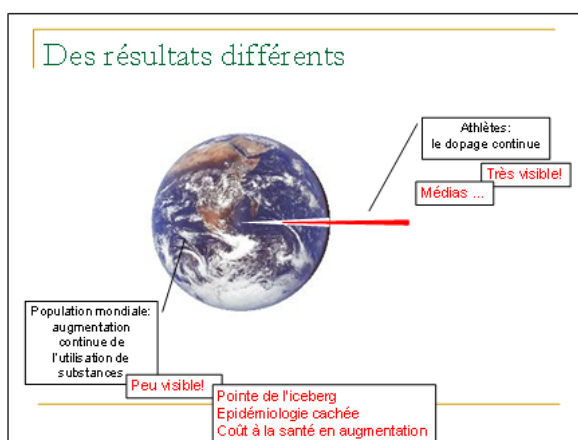 Des résultats différents
Athlètes:
le dopage continue
Très visible!
Médias ...
Population mondiale:
augmentation
continue de
l'utilisation de
substances
Peu visible!
Pointe de l'iceberg
Epidémiologie cachée
Coût à la santé en augmentation